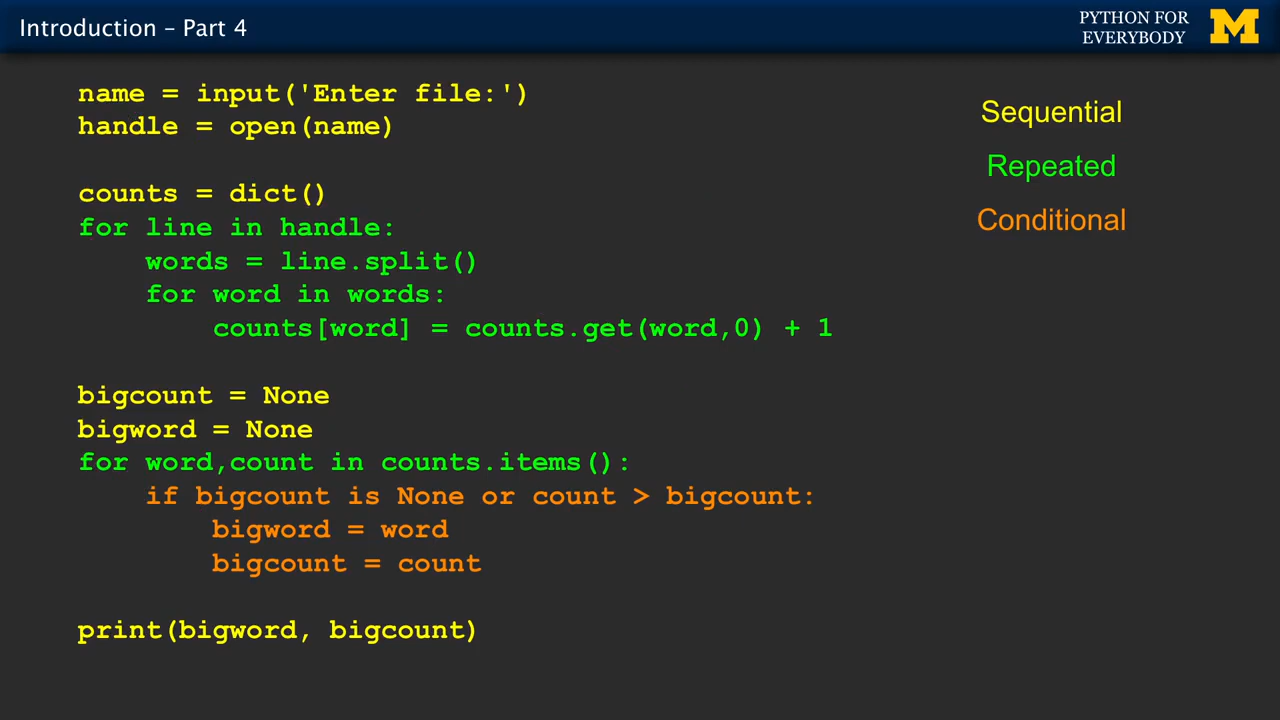 Introduction – Part 4
PYTHON FOR
EVERYBODY
M
name = input('Enter file:')
handle = open(name)
counts = dict()
for line in handle:
    words = line.split()
    for word in words:
        counts[word] = counts.get(word,0) + 1
bigcount = None
bigword = None
for word,count in counts.items():
    if bigcount is None or count > bigcount:
        bigword = word
        bigcount = count
print(bigword, bigcount)
Sequential
Repeated
Conditional